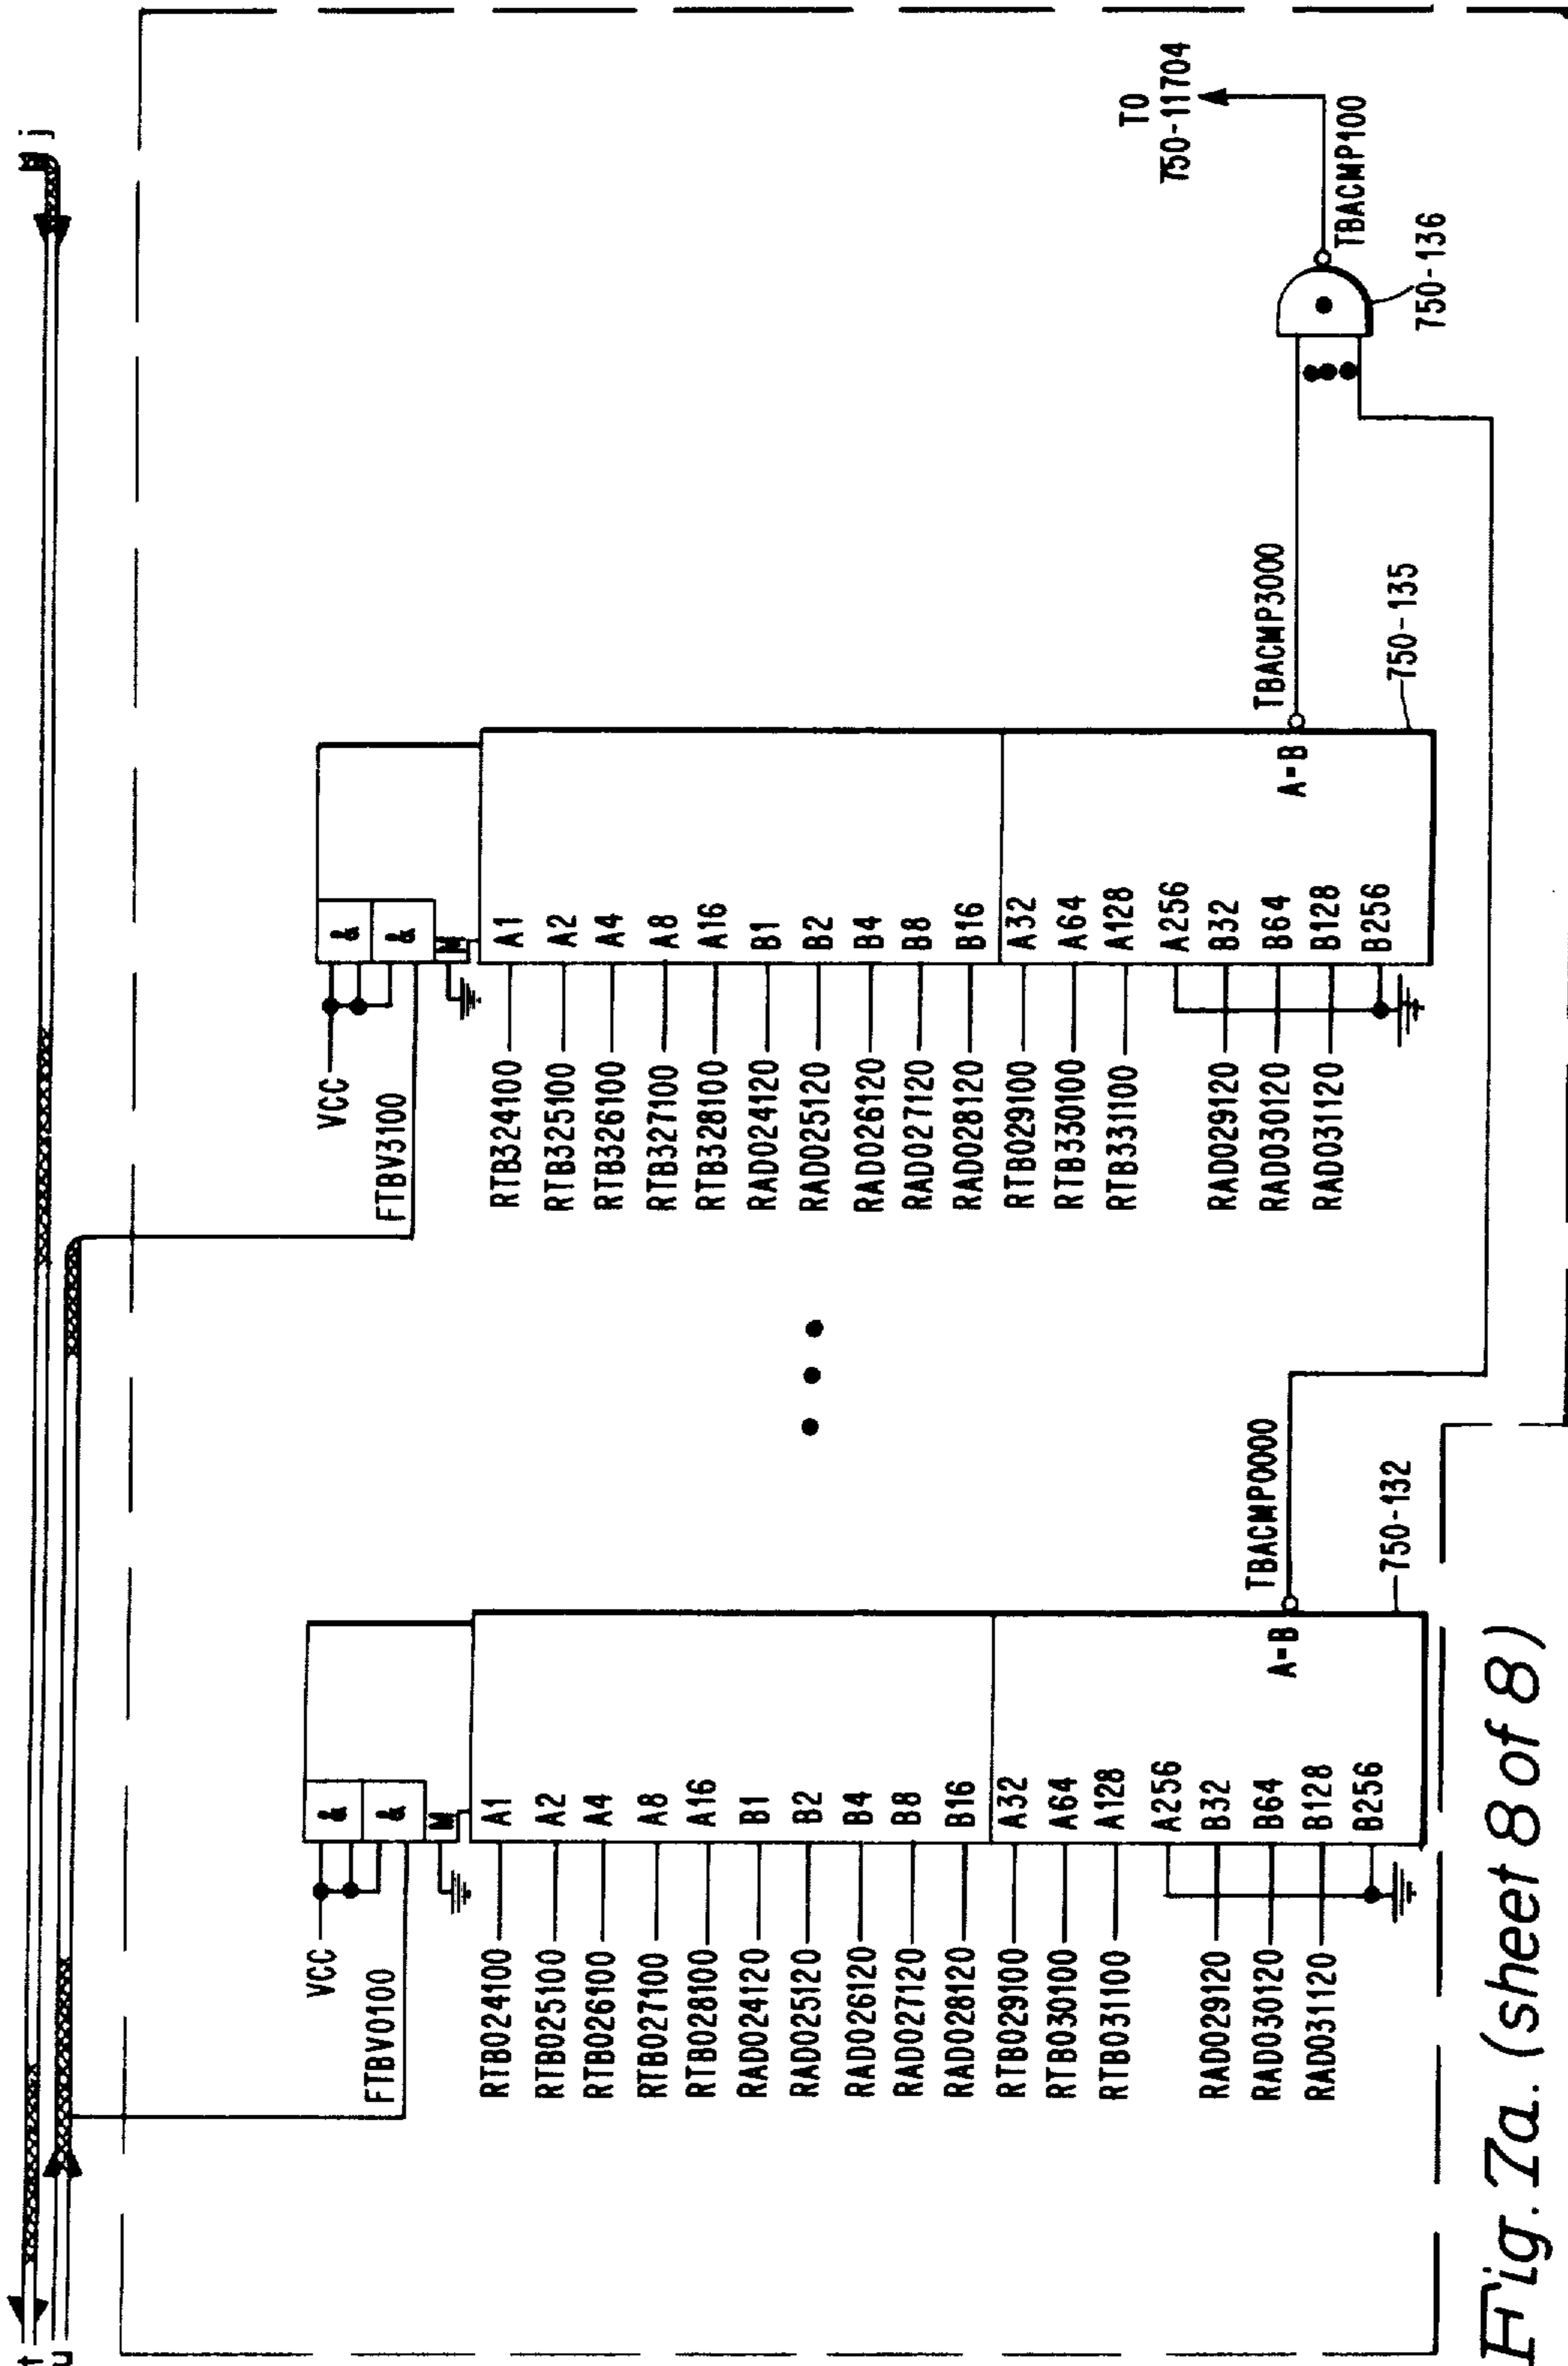 j
t
u
VCC
FTBV0100
&
&
M
RTB024100 A1
RTB025100 A2
RTB026100 A4
RTB027100 A8
RTB028100 A16
RAD024120 B1
RAD025120 B2
RAD026120 B4
RAD027120 B8
RAD028120 B16
RTB029100 A32
RTB030100 A64
RTB031100 A128
A256
RAD029120 B32
RAD030120 B64
RAD031120 B128
B256
A=B
TBACMP0000
750-132
VCC
FTBV3100
&
&
M
RTB324100 A1
RTB325100 A2
RTB326100 A4
RTB327100 A8
RTB328100 A16
RAD024120 B1
RAD025120 B2
RAD026120 B4
RAD027120 B8
RAD028120 B16
RTB029100 A32
RTB330100 A64
RTB331100 A128
A256
RAD029120 B32
RAD030120 B64
RAD031120 B128
B256
A=B
TBACMP3000
750-135
TO
750-11704
TBACMP100
750-136
Fig. 7a. (sheet 8 of 8)